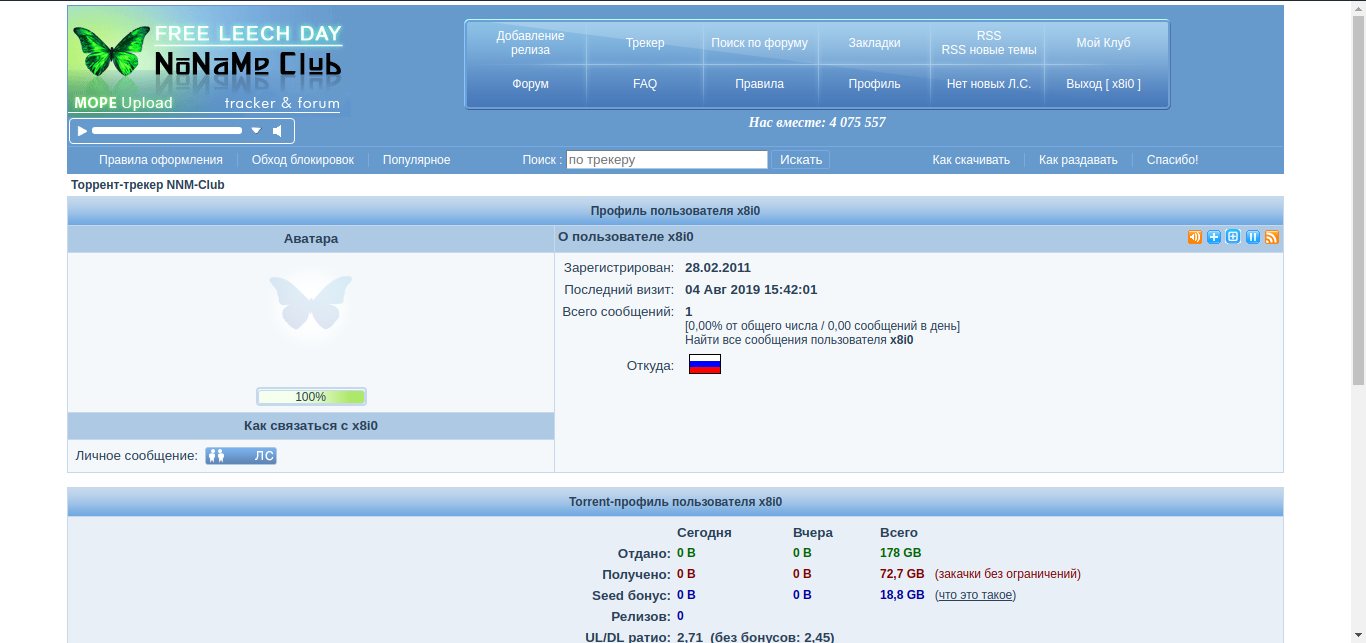 FREE LEECH DAY
NoNaMe Club
МОРЕ Upload
tracker & forum
Добавление релиза
Трекер
Поиск по форуму
Закладки
RSS
RSS новые темы
Мой Клуб
Форум
FAQ
Правила
Профиль
Нет новых Л.С.
Выход [ x8i0 ]
Нас вместе: 4 075 557
Правила оформления
Обход блокировок
Популярное
Поиск : по трекеру Искать
Как скачивать
Как раздавать
Спасибо!
Торрент-трекер NNM-Club
Профиль пользователя x8i0
Аватара
О пользователе x8i0
100%
Как связаться с x8i0
Личное сообщение: ЛС
Зарегистрирован: 28.02.2011
Последний визит: 04 Авг 2019 15:42:01
Всего сообщений: 1
[0,00% от общего числа / 0,00 сообщений в день]
Найти все сообщения пользователя x8i0
Откуда:
Torrent-профиль пользователя x8i0
Сегодня Вчера Всего
Отдано: 0 B 0 B 178 GB
Получено: 0 B 0 B 72,7 GB (закачки без ограничений)
Seed бонус: 0 B 0 B 18,8 GB (что это такое)
Релизов: 0
UL/DL ратио: 2,71 (без бонусов: 2,45)